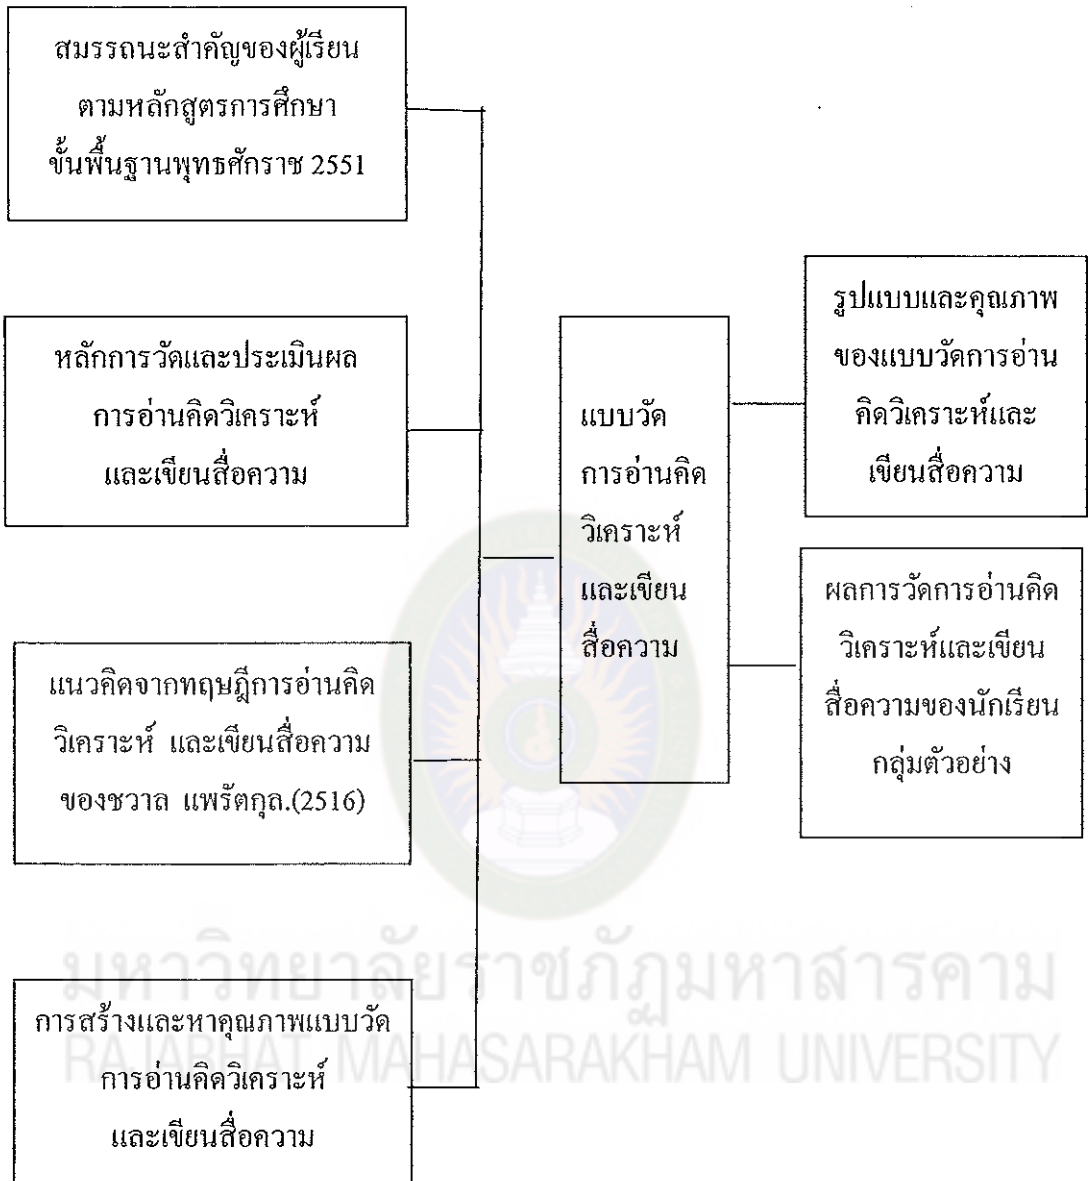 สมรรถนะสำคัญของผู้เรียน
ตามหลักสูตรการศึกษา
ขั้นพื้นฐานพุทธศักราช 2551
หลักการวัดและประเมินผล
การอ่านคิดวิเคราะห์
และเขียนสื่อความ
แนวคิดจากทฤษฎีการอ่านคิด
วิเคราะห์ และเขียนสื่อความ
ของชวาล แพรัตกุล.(2516)
การสร้างและหาคุณภาพแบบวัด
การอ่านคิดวิเคราะห์
และเขียนสื่อความ
แบบวัด
การอ่านคิด
วิเคราะห์
และเขียน
สื่อความ
รูปแบบและคุณภาพ
ของแบบวัดการอ่าน
คิดวิเคราะห์และ
เขียนสื่อความ
ผลการวัดการอ่านคิด
วิเคราะห์และเขียน
สื่อความของนักเรียน
กลุ่มตัวอย่าง
มหาวิทยาลัยราชภัฏมหาสารคาม
RAJABHAT MAHASARAKHAM UNIVERSITY